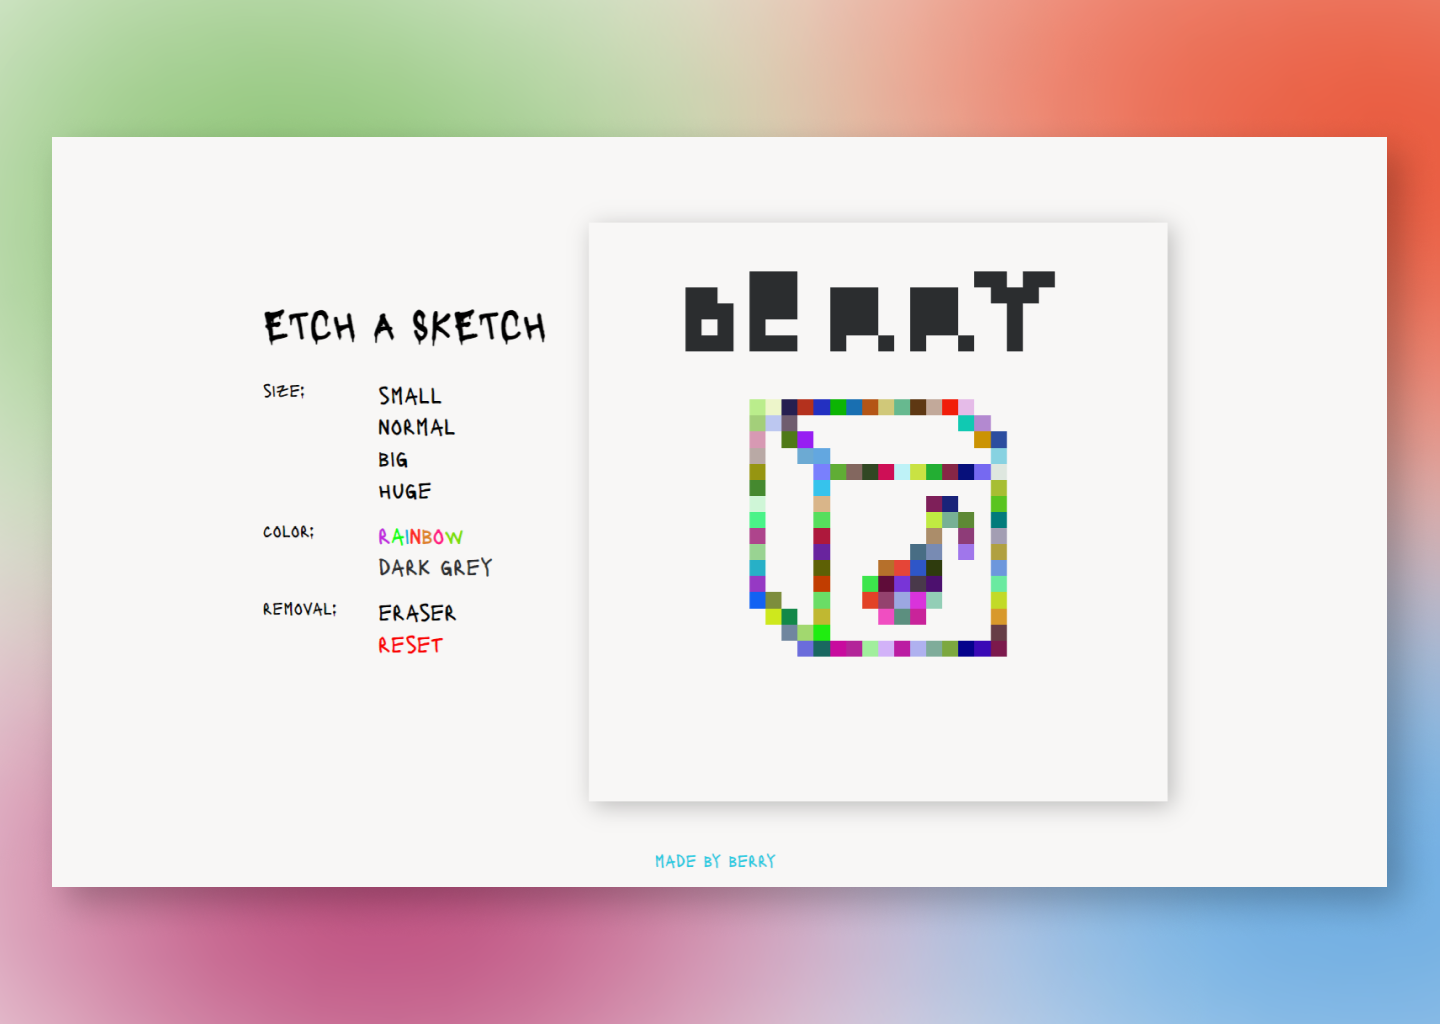 BERRY
ETCH A SKETCH
SIZE:
SMALL
NORMAL
BIG
HUGE
COLOR:
RAINBOW
DARK GREY
REMOVAL:
ERASER
RESET
MADE BY BERRY